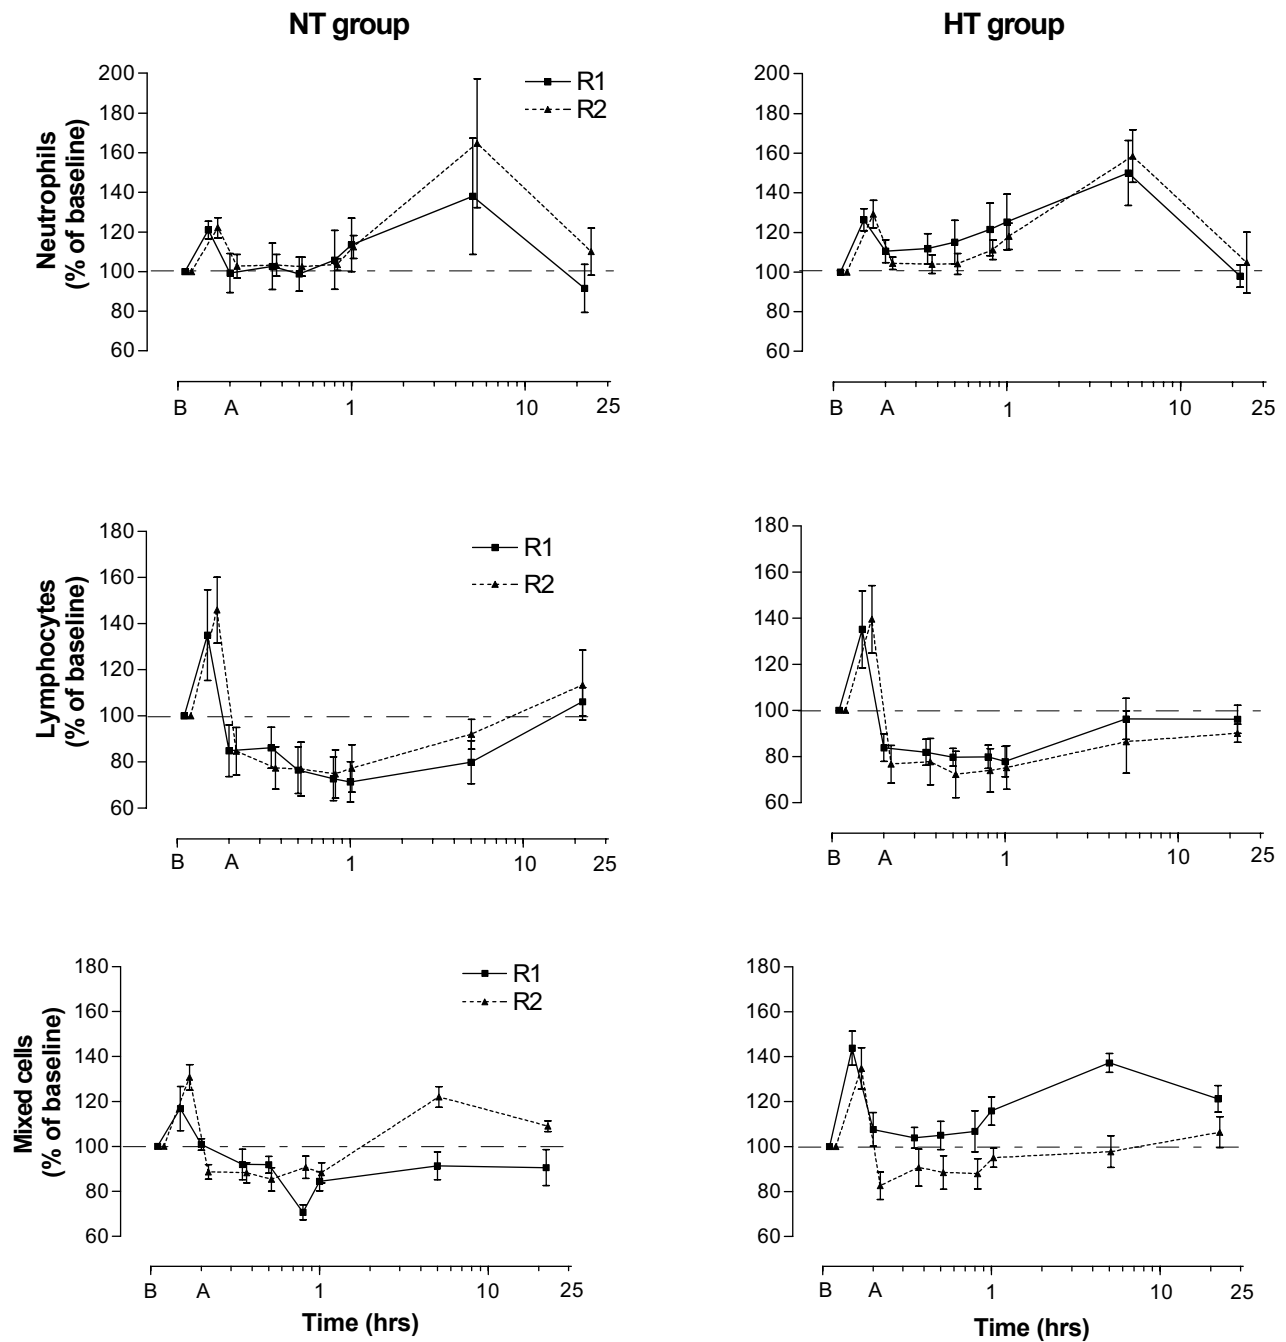 NT group
HT group
Neutrophils
(% of baseline)
200
180
160
140
120
100
80
60
R1
R2
B
A
1
10
25
200
180
160
140
120
100
80
60
B
A
1
10
25
Lymphocytes
(% of baseline)
180
160
140
120
100
80
60
R1
R2
B
A
1
10
25
180
160
140
120
100
80
60
B
A
1
10
25
Mixed cells
(% of baseline)
180
160
140
120
100
80
60
R1
R2
B
A
1
10
25
Time (hrs)
180
160
140
120
100
80
60
B
A
1
10
25
Time (hrs)